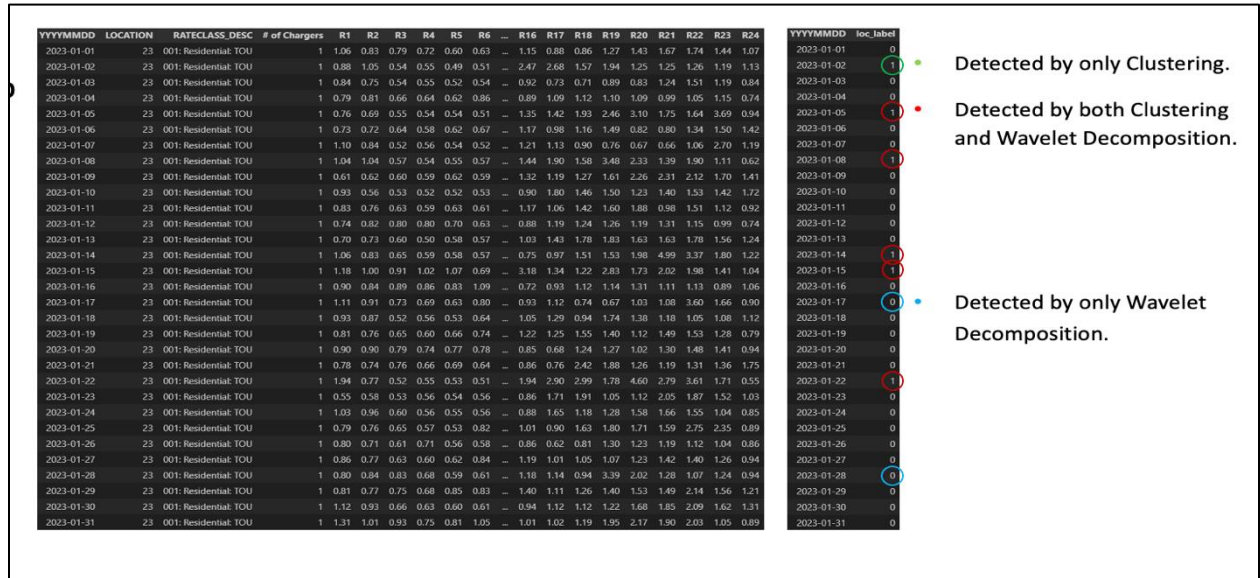 YYYYMMDD LOCATION RATECLASS_DESC # of Chargers R1 R2 R3 R4 R5 R6 ... R16 R17 R18 R19 R20 R21 R22 R23 R24
2023-01-01 23 001: Residential: TOU 1 1.06 0.83 0.79 0.72 0.60 0.63 ... 1.15 0.88 0.86 1.27 1.43 1.67 1.74 1.44 1.07
2023-01-02 23 001: Residential: TOU 1 0.88 1.05 0.54 0.55 0.49 0.51 ... 2.47 2.68 1.57 1.94 1.25 1.25 1.26 1.19 1.13
2023-01-03 23 001: Residential: TOU 1 0.84 0.75 0.54 0.55 0.52 0.54 ... 0.92 0.73 0.71 0.89 0.83 1.24 1.51 1.19 0.84
2023-01-04 23 001: Residential: TOU 1 0.79 0.81 0.66 0.64 0.62 0.86 ... 0.89 1.09 1.12 1.10 1.09 0.99 1.05 1.15 0.74
2023-01-05 23 001: Residential: TOU 1 0.76 0.69 0.55 0.54 0.54 0.51 ... 1.35 1.42 1.93 2.46 3.10 1.75 1.64 3.69 0.94
2023-01-06 23 001: Residential: TOU 1 0.73 0.72 0.64 0.58 0.62 0.67 ... 1.17 0.98 1.16 1.49 0.82 0.80 1.34 1.50 1.42
2023-01-07 23 001: Residential: TOU 1 1.10 0.84 0.52 0.56 0.54 0.52 ... 1.21 1.13 0.90 0.76 0.67 0.66 1.06 2.70 1.19
2023-01-08 23 001: Residential: TOU 1 1.04 1.04 0.57 0.54 0.55 0.57 ... 1.44 1.90 1.58 3.48 2.33 1.39 1.90 1.11 0.62
2023-01-09 23 001: Residential: TOU 1 0.61 0.62 0.60 0.59 0.62 0.59 ... 1.32 1.19 1.27 1.61 2.26 2.31 2.12 1.70 1.41
2023-01-10 23 001: Residential: TOU 1 0.93 0.56 0.53 0.52 0.52 0.53 ... 0.90 1.80 1.46 1.50 1.23 1.40 1.53 1.42 1.72
2023-01-11 23 001: Residential: TOU 1 0.83 0.76 0.63 0.59 0.63 0.61 ... 1.17 1.06 1.42 1.60 1.88 0.98 1.51 1.12 0.92
2023-01-12 23 001: Residential: TOU 1 0.74 0.82 0.80 0.80 0.70 0.63 ... 0.88 1.19 1.24 1.26 1.19 1.31 1.15 0.99 0.74
2023-01-13 23 001: Residential: TOU 1 0.70 0.73 0.60 0.50 0.58 0.57 ... 1.03 1.43 1.78 1.83 1.63 1.63 1.78 1.56 1.24
2023-01-14 23 001: Residential: TOU 1 1.06 0.83 0.65 0.59 0.58 0.57 ... 0.75 0.97 1.51 1.53 1.98 4.99 3.37 1.80 1.22
2023-01-15 23 001: Residential: TOU 1 1.18 1.00 0.91 1.02 1.07 0.69 ... 3.18 1.34 1.22 2.83 1.73 2.02 1.98 1.41 1.04
2023-01-16 23 001: Residential: TOU 1 0.90 0.84 0.89 0.86 0.83 1.09 ... 0.72 0.93 1.12 1.14 1.31 1.11 1.13 0.89 1.06
2023-01-17 23 001: Residential: TOU 1 1.11 0.91 0.73 0.69 0.63 0.80 ... 0.93 1.12 0.74 0.67 1.03 1.08 3.60 1.66 0.90
2023-01-18 23 001: Residential: TOU 1 0.93 0.87 0.52 0.56 0.53 0.64 ... 1.05 1.29 0.94 1.74 1.38 1.18 1.05 1.08 1.12
2023-01-19 23 001: Residential: TOU 1 0.81 0.76 0.65 0.60 0.66 0.74 ... 1.22 1.25 1.55 1.40 1.12 1.49 1.53 1.28 0.79
2023-01-20 23 001: Residential: TOU 1 0.90 0.90 0.79 0.74 0.77 0.78 ... 0.85 0.68 1.24 1.27 1.02 1.30 1.48 1.41 0.94
2023-01-21 23 001: Residential: TOU 1 0.78 0.74 0.76 0.66 0.69 0.64 ... 0.86 0.76 2.42 1.88 1.26 1.19 1.31 1.36 1.75
2023-01-22 23 001: Residential: TOU 1 1.94 0.77 0.52 0.55 0.53 0.51 ... 1.94 2.90 2.99 1.78 4.60 2.79 3.61 1.71 0.55
2023-01-23 23 001: Residential: TOU 1 0.55 0.58 0.53 0.56 0.54 0.56 ... 0.86 1.71 1.91 1.05 1.12 2.05 1.87 1.52 1.03
2023-01-24 23 001: Residential: TOU 1 1.03 0.96 0.60 0.56 0.55 0.56 ... 0.88 1.65 1.18 1.28 1.58 1.66 1.55 1.04 0.85
2023-01-25 23 001: Residential: TOU 1 0.79 0.76 0.65 0.57 0.53 0.82 ... 1.01 0.90 1.63 1.80 1.71 1.59 2.75 2.35 0.89
2023-01-26 23 001: Residential: TOU 1 0.80 0.71 0.61 0.71 0.56 0.58 ... 0.86 0.62 0.81 1.30 1.23 1.19 1.12 1.04 0.86
2023-01-27 23 001: Residential: TOU 1 0.86 0.77 0.63 0.60 0.62 0.84 ... 1.19 1.01 1.05 1.07 1.23 1.42 1.40 1.26 0.94
2023-01-28 23 001: Residential: TOU 1 0.80 0.84 0.83 0.68 0.59 0.61 ... 1.18 1.14 0.94 3.39 2.02 1.28 1.07 1.24 0.94
2023-01-29 23 001: Residential: TOU 1 0.81 0.77 0.75 0.68 0.85 0.83 ... 1.40 1.11 1.26 1.40 1.53 1.49 2.14 1.56 1.21
2023-01-30 23 001: Residential: TOU 1 1.12 0.93 0.66 0.63 0.60 0.61 ... 0.94 1.12 1.12 1.22 1.68 1.85 2.09 1.62 1.31
2023-01-31 23 001: Residential: TOU 1 1.31 1.01 0.93 0.75 0.81 1.05 ... 1.01 1.02 1.19 1.95 2.17 1.90 2.03 1.05 0.89
YYYYMMDD loc_label
2023-01-01 0
2023-01-02 1
2023-01-03 0
2023-01-04 0
2023-01-05 1
2023-01-06 0
2023-01-07 0
2023-01-08 1
2023-01-09 0
2023-01-10 0
2023-01-11 0
2023-01-12 0
2023-01-13 0
2023-01-14 1
2023-01-15 1
2023-01-16 0
2023-01-17 0
2023-01-18 0
2023-01-19 0
2023-01-20 0
2023-01-21 0
2023-01-22 1
2023-01-23 0
2023-01-24 0
2023-01-25 0
2023-01-26 0
2023-01-27 0
2023-01-28 0
2023-01-29 0
2023-01-30 0
2023-01-31 0
• Detected by only Clustering.
• Detected by both Clustering
and Wavelet Decomposition.
• Detected by only Wavelet
Decomposition.